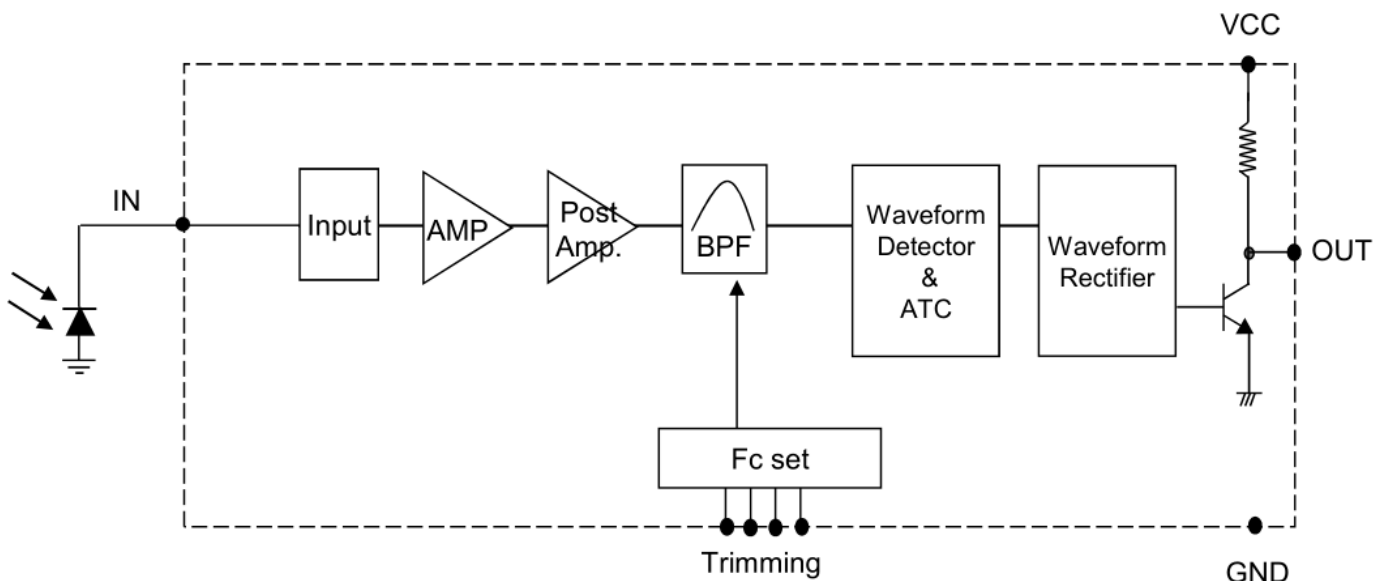 VCC
IN
Input
AMP
Post
Amp.
BPF
Waveform
Detector
&
ATC
Waveform
Rectifier
OUT
Fc set
Trimming
GND